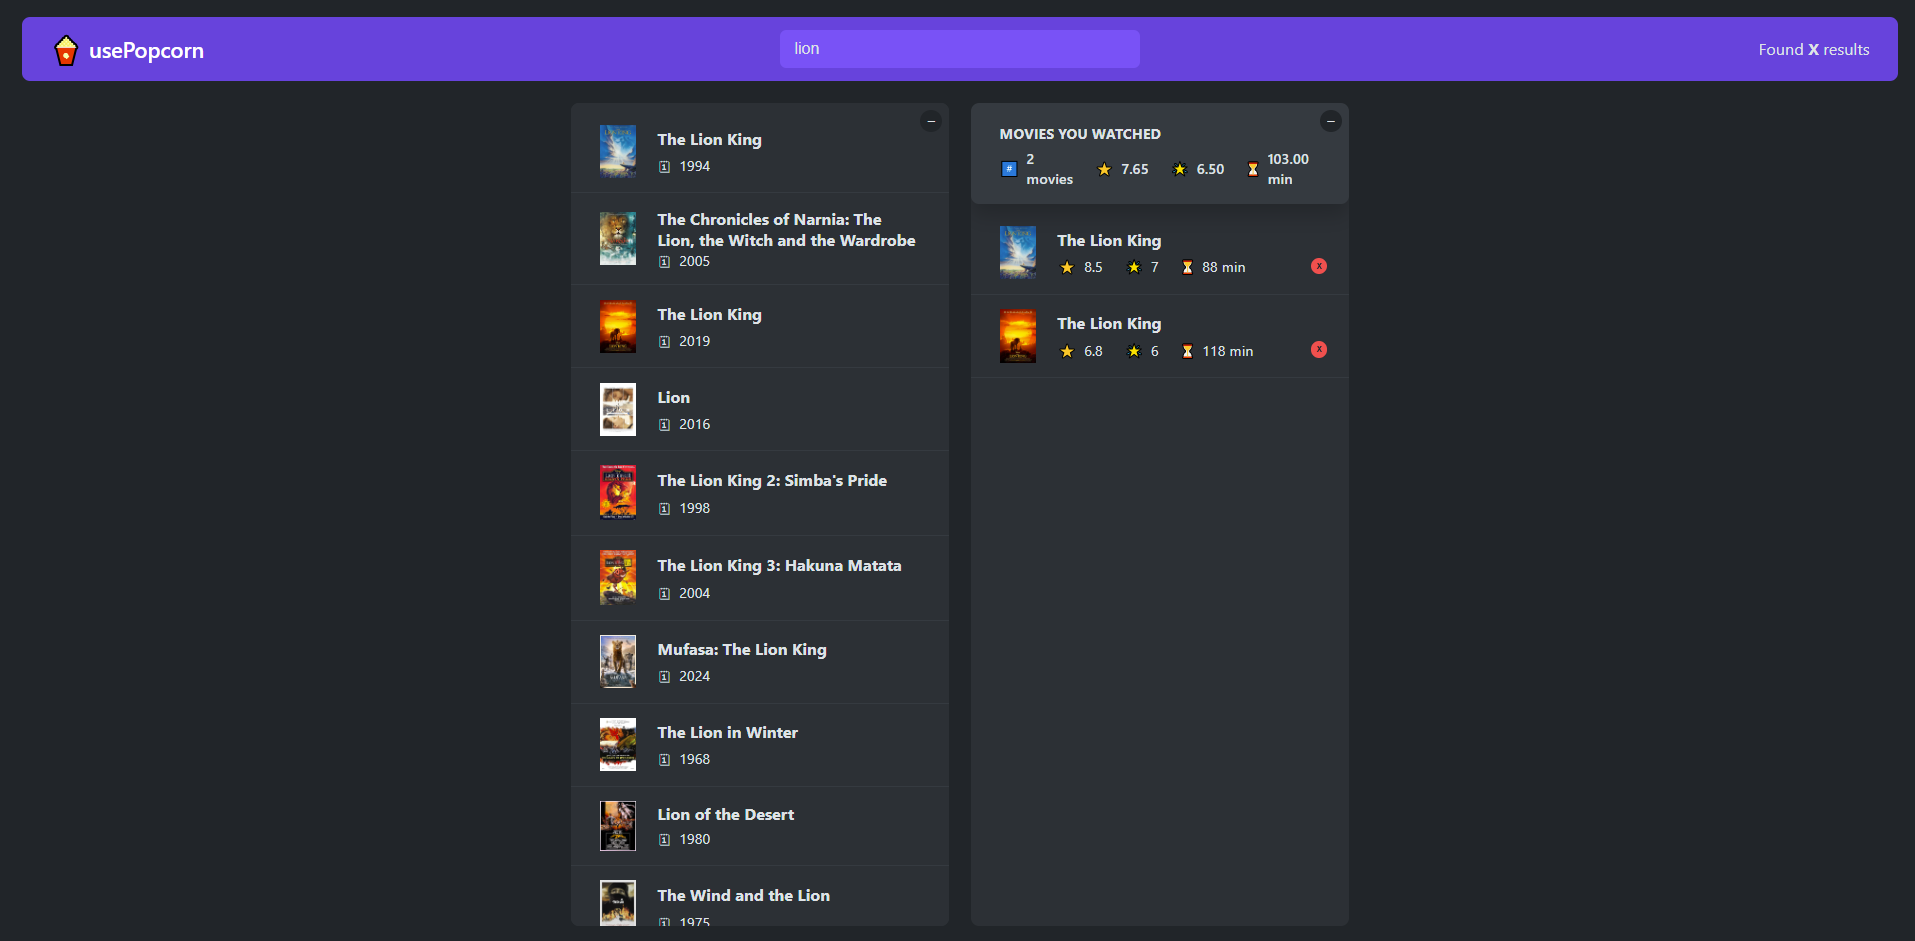 usePopcorn
lion
Found X results
–
The Lion King
1994
The Chronicles of Narnia: The
Lion, the Witch and the Wardrobe
2005
The Lion King
2019
Lion
2016
The Lion King 2: Simba's Pride
1998
The Lion King 3: Hakuna Matata
2004
Mufasa: The Lion King
2024
The Lion in Winter
1968
Lion of the Desert
1980
The Wind and the Lion
1975
–
MOVIES YOU WATCHED
# 2 movies 7.65 6.50 103.00 min
The Lion King
8.5 7 88 min X
The Lion King
6.8 6 118 min X